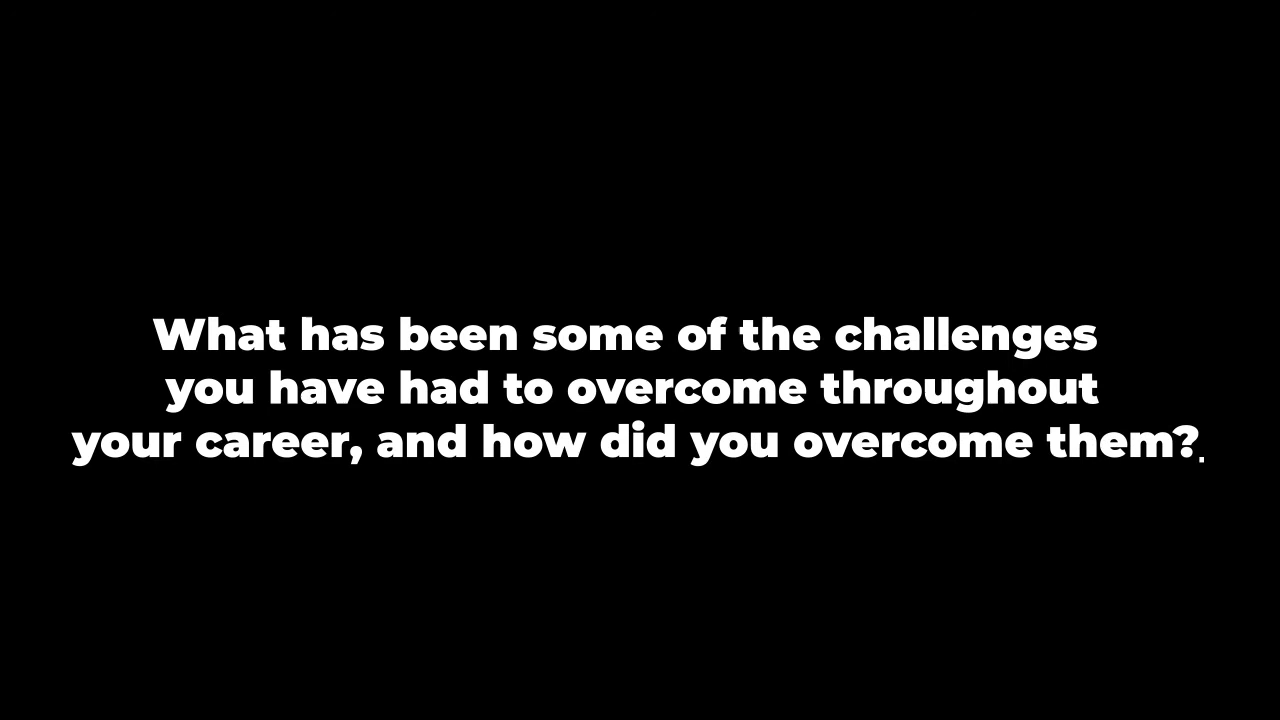 What has been some of the challenges
you have had to overcome throughout
your career, and how did you overcome them?.